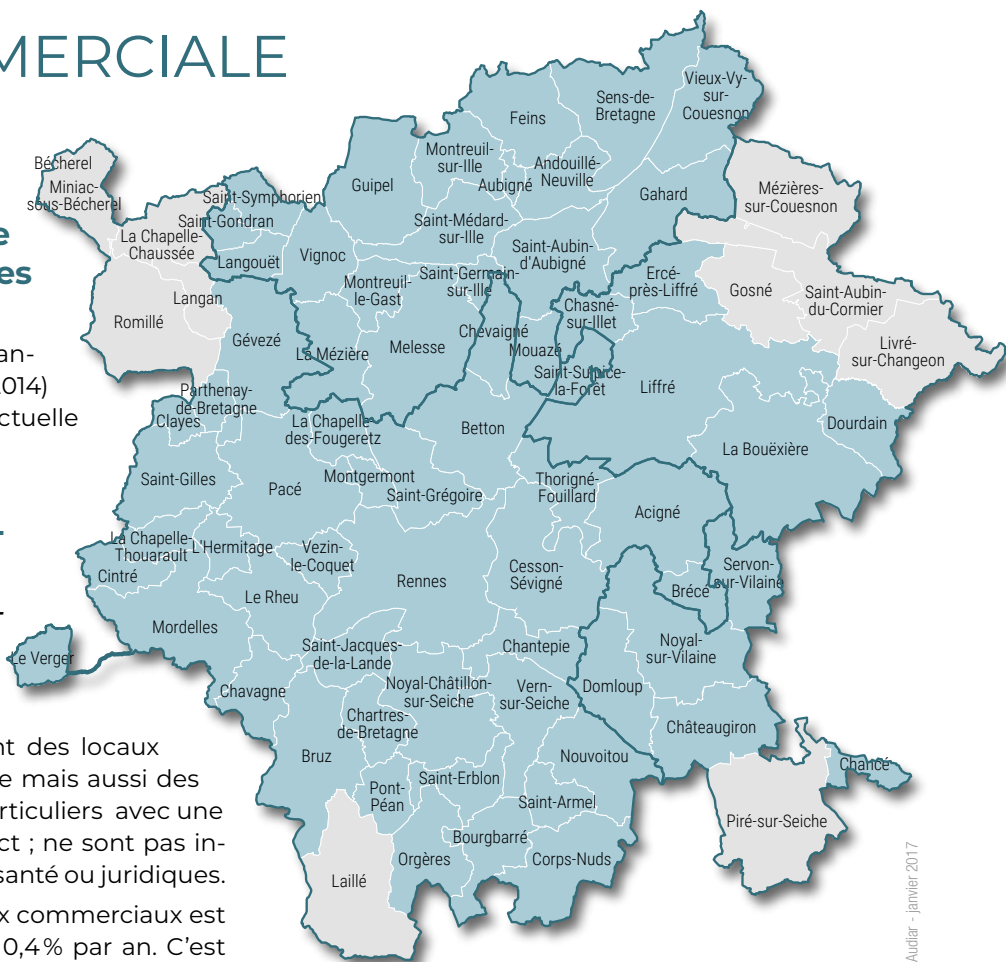 MERCIALE
e
es
an-
2014)
ctuelle
nt des locaux
e mais aussi des
articuliers avec une
ct ; ne sont pas in-
santé ou juridiques.
x commerciaux est
0,4% par an. C'est
Bécherel
Miniac-
sous-Bécherel
La Chapelle-
Chaussée
Romillé
Langan
Saint-Symphorien
Saint-Gondran
Langouët
Vignoc
Guipel
Montreuil-
sur-Ille
Feins
Aubigné
Andouillé-
Neuville
Sens-de-
Bretagne
Vieux-Vy-
sur-
Couesnon
Gahard
Mézières-
sur-Couesnon
Saint-Médard-
sur-Ille
Saint-Aubin-
d'Aubigné
Montreuil-
le-Gast
Saint-Germain-
sur-Ille
Ercé-
près-Liffré
Gosné
Saint-Aubin-
du-Cormier
Livré-
sur-Changeon
Gévezé
La Mézière
Melesse
Chevaigné
Mouazé
Chasné-
sur-Illet
Saint-Sulpice-
la-Forêt
Liffré
Dourdain
La Bouëxière
Parthenay-
de-Bretagne
Clayes
La Chapelle
des-Fougeretz
Betton
Saint-Gilles
Pacé
Montgermont
Saint-Grégoire
Thorigné-
Fouillard
Acigné
La Chapelle-
Thouarault
L'Hermitage
Vezin-
le-Coquet
Cintré
Rennes
Cesson-
Sévigné
Servon-
sur-Vilaine
Brécé
Le Rheu
Mordelles
Le Verger
Saint-Jacques-
de-la-Lande
Chantepie
Noyal-
sur-Vilaine
Chavagne
Noyal-Châtillon-
sur-Seiche
Vern-
sur-Seiche
Domloup
Chartres-
de-Bretagne
Châteaugiron
Bruz
Nouvoitou
Pont-
Péan
Saint-Erblon
Saint-Armel
Chancé
Piré-sur-Seiche
Bourgbarré
Orgères
Corps-Nuds
Laillé
Audiar - janvier 2017